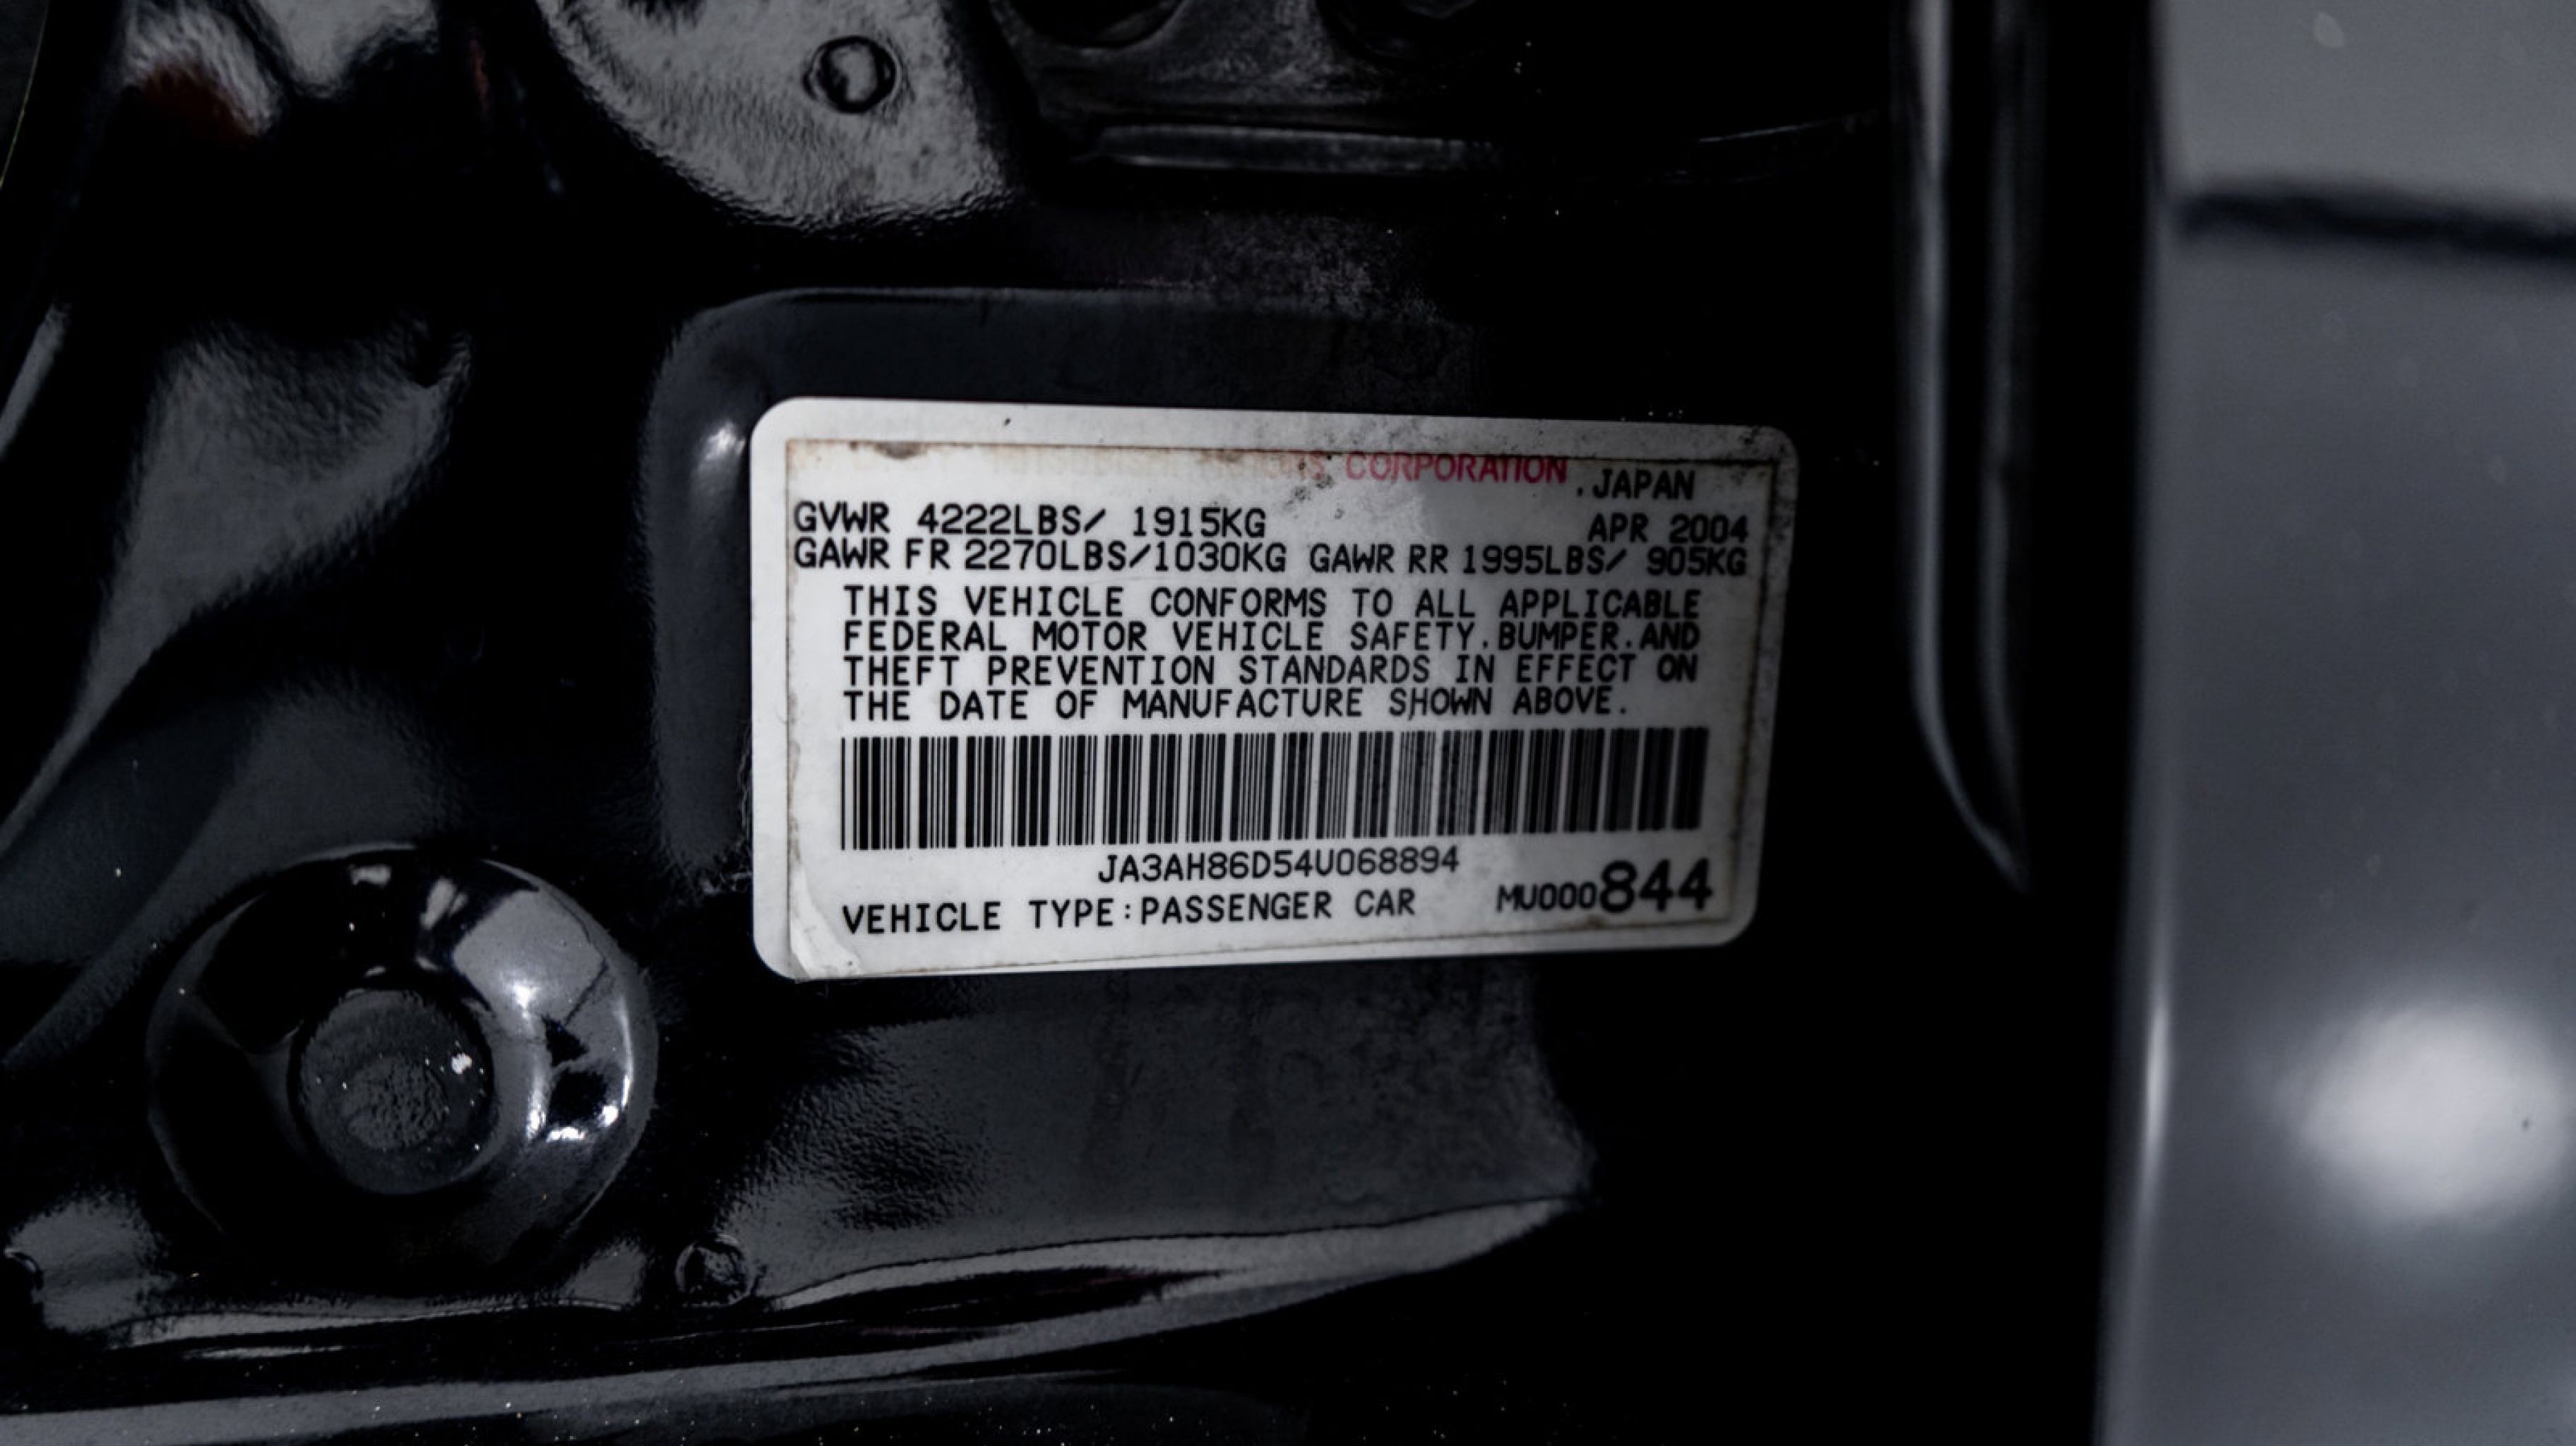 CORPORATION .JAPAN
GVWR 4222LBS/ 1915KG APR 2004
GAWR FR 2270LBS/1030KG GAWR RR 1995LBS/ 905KG
THIS VEHICLE CONFORMS TO ALL APPLICABLE
FEDERAL MOTOR VEHICLE SAFETY.BUMPER.AND
THEFT PREVENTION STANDARDS IN EFFECT ON
THE DATE OF MANUFACTURE SHOWN ABOVE.
JA3AH86D54U068894
VEHICLE TYPE:PASSENGER CAR MU000844